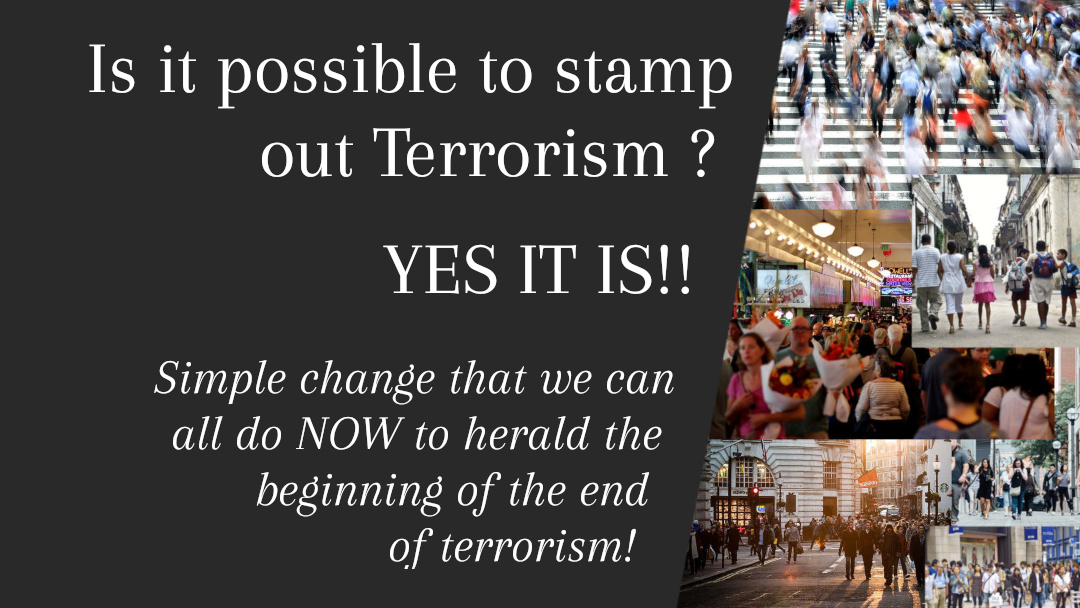 Is it possible to stamp
out Terrorism ?
YES IT IS!!
Simple change that we can
all do NOW to herald the
beginning of the end
of terrorism!